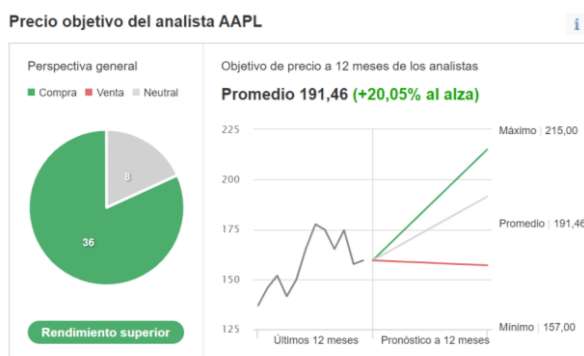 Precio objetivo del analista AAPL
i
Perspectiva general
Compra Venta Neutral
8
36
Rendimiento superior
Objetivo de precio a 12 meses de los analistas
Promedio 191,46 (+20,05% al alza)
225
200
175
150
125
Últimos 12 meses
Pronóstico a 12 meses
Máximo | 215,00
Promedio | 191,46
Mínimo | 157,00